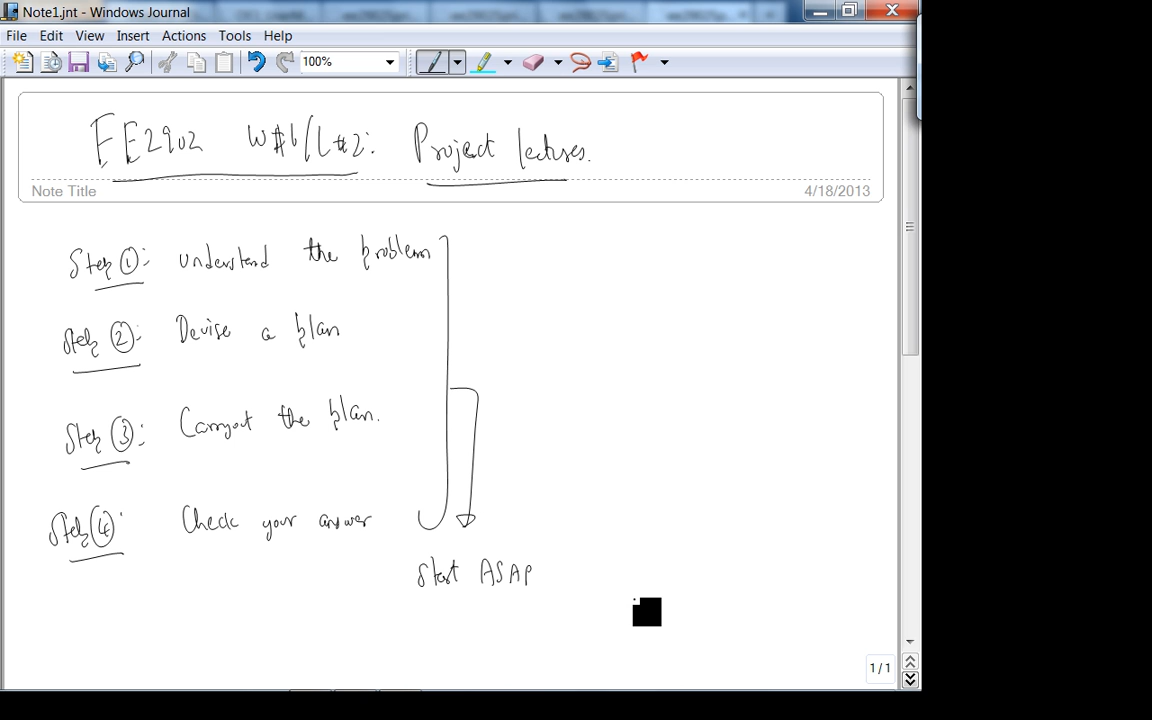 Note1.jnt - Windows Journal
File Edit View Insert Actions Tools Help
100%
EE2902 W#6/L#2: Project lectures.
Note Title
4/18/2013
Step 1: understand the problem
Step 2: Devise a plan
Step 3: Carryout the plan.
Step 4: Check your answer
Start ASAP
1/1